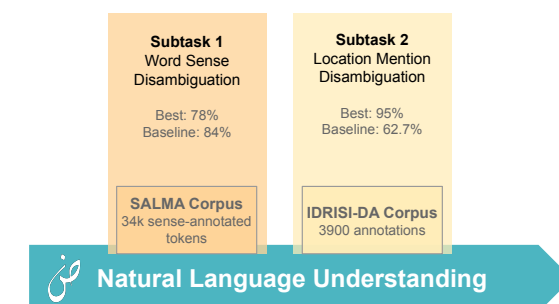 Subtask 1
Word Sense
Disambiguation
Best: 78%
Baseline: 84%
SALMA Corpus
34k sense-annotated
tokens
Subtask 2
Location Mention
Disambiguation
Best: 95%
Baseline: 62.7%
IDRISI-DA Corpus
3900 annotations
ض
Natural Language Understanding